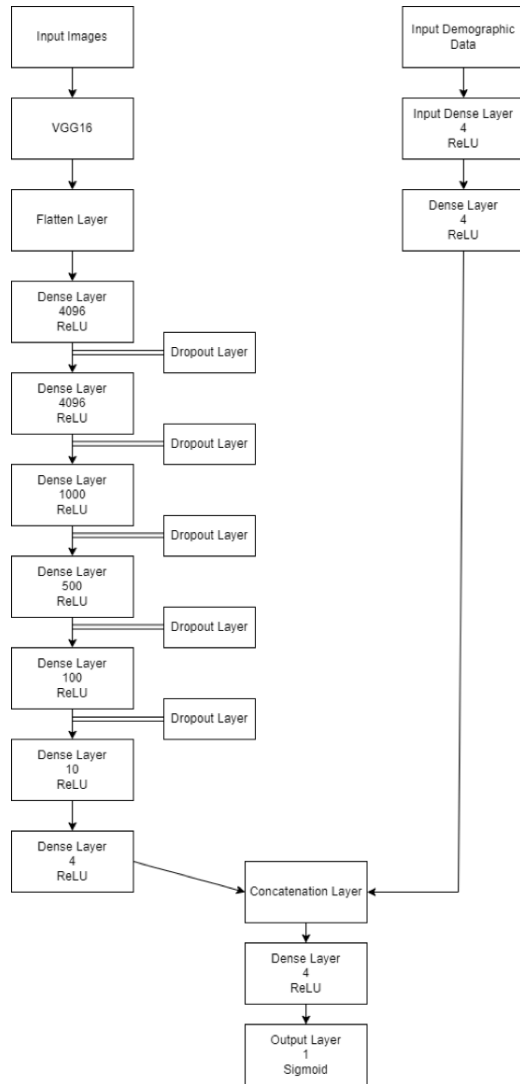 Input Images
VGG16
Flatten Layer
Dense Layer
4096
ReLU
Dropout Layer
Dense Layer
4096
ReLU
Dropout Layer
Dense Layer
1000
ReLU
Dropout Layer
Dense Layer
500
ReLU
Dropout Layer
Dense Layer
100
ReLU
Dropout Layer
Dense Layer
10
ReLU
Dense Layer
4
ReLU
Input Demographic
Data
Input Dense Layer
4
ReLU
Dense Layer
4
ReLU
Concatenation Layer
Dense Layer
4
ReLU
Output Layer
1
Sigmoid